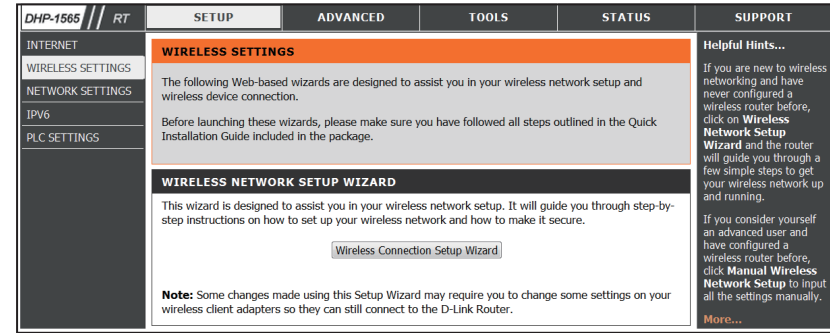 DHP-1565 // RT
SETUP
ADVANCED
TOOLS
STATUS
SUPPORT
INTERNET
WIRELESS SETTINGS
NETWORK SETTINGS
IPV6
PLC SETTINGS
WIRELESS SETTINGS
The following Web-based wizards are designed to assist you in your wireless network setup and
wireless device connection.
Before launching these wizards, please make sure you have followed all steps outlined in the Quick
Installation Guide included in the package.
WIRELESS NETWORK SETUP WIZARD
This wizard is designed to assist you in your wireless network setup. It will guide you through step-by-
step instructions on how to set up your wireless network and how to make it secure.
Wireless Connection Setup Wizard
Note: Some changes made using this Setup Wizard may require you to change some settings on your
wireless client adapters so they can still connect to the D-Link Router.
Helpful Hints...
If you are new to wireless
networking and have
never configured a
wireless router before,
click on Wireless
Network Setup
Wizard and the router
will guide you through a
few simple steps to get
your wireless network up
and running.
If you consider yourself
an advanced user and
have configured a
wireless router before,
click Manual Wireless
Network Setup to input
all the settings manually.
More...